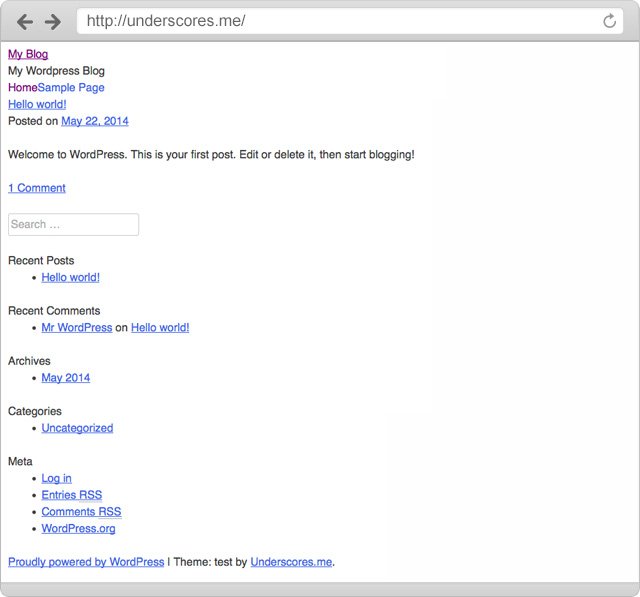 http://underscores.me/
My Blog
My Wordpress Blog
HomeSample Page
Hello world!
Posted on May 22, 2014
Welcome to WordPress. This is your first post. Edit or delete it, then start blogging!
1 Comment
Search ...
Recent Posts
• Hello world!
Recent Comments
• Mr WordPress on Hello world!
Archives
• May 2014
Categories
• Uncategorized
Meta
• Log in
• Entries RSS
• Comments RSS
• WordPress.org
Proudly powered by WordPress | Theme: test by Underscores.me.